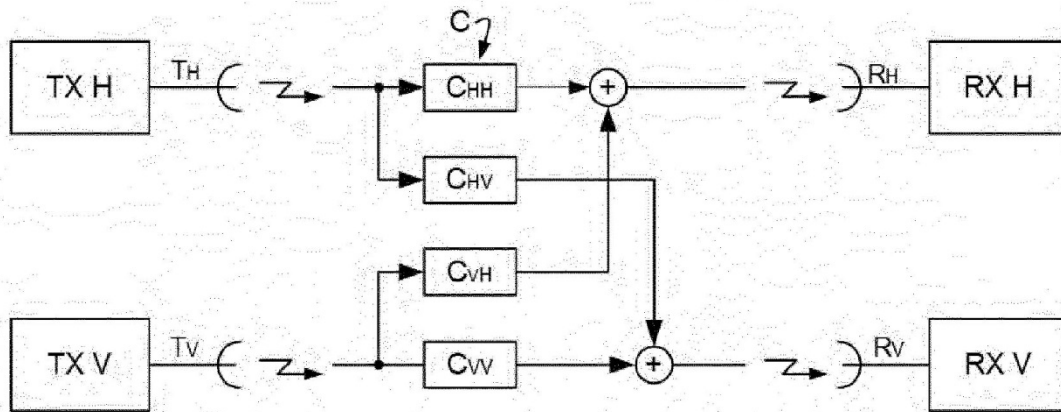 C
TX H
TH
CHH
+
RH
RX H
CHV
CVH
TX V
TV
CVV
+
RV
RX V